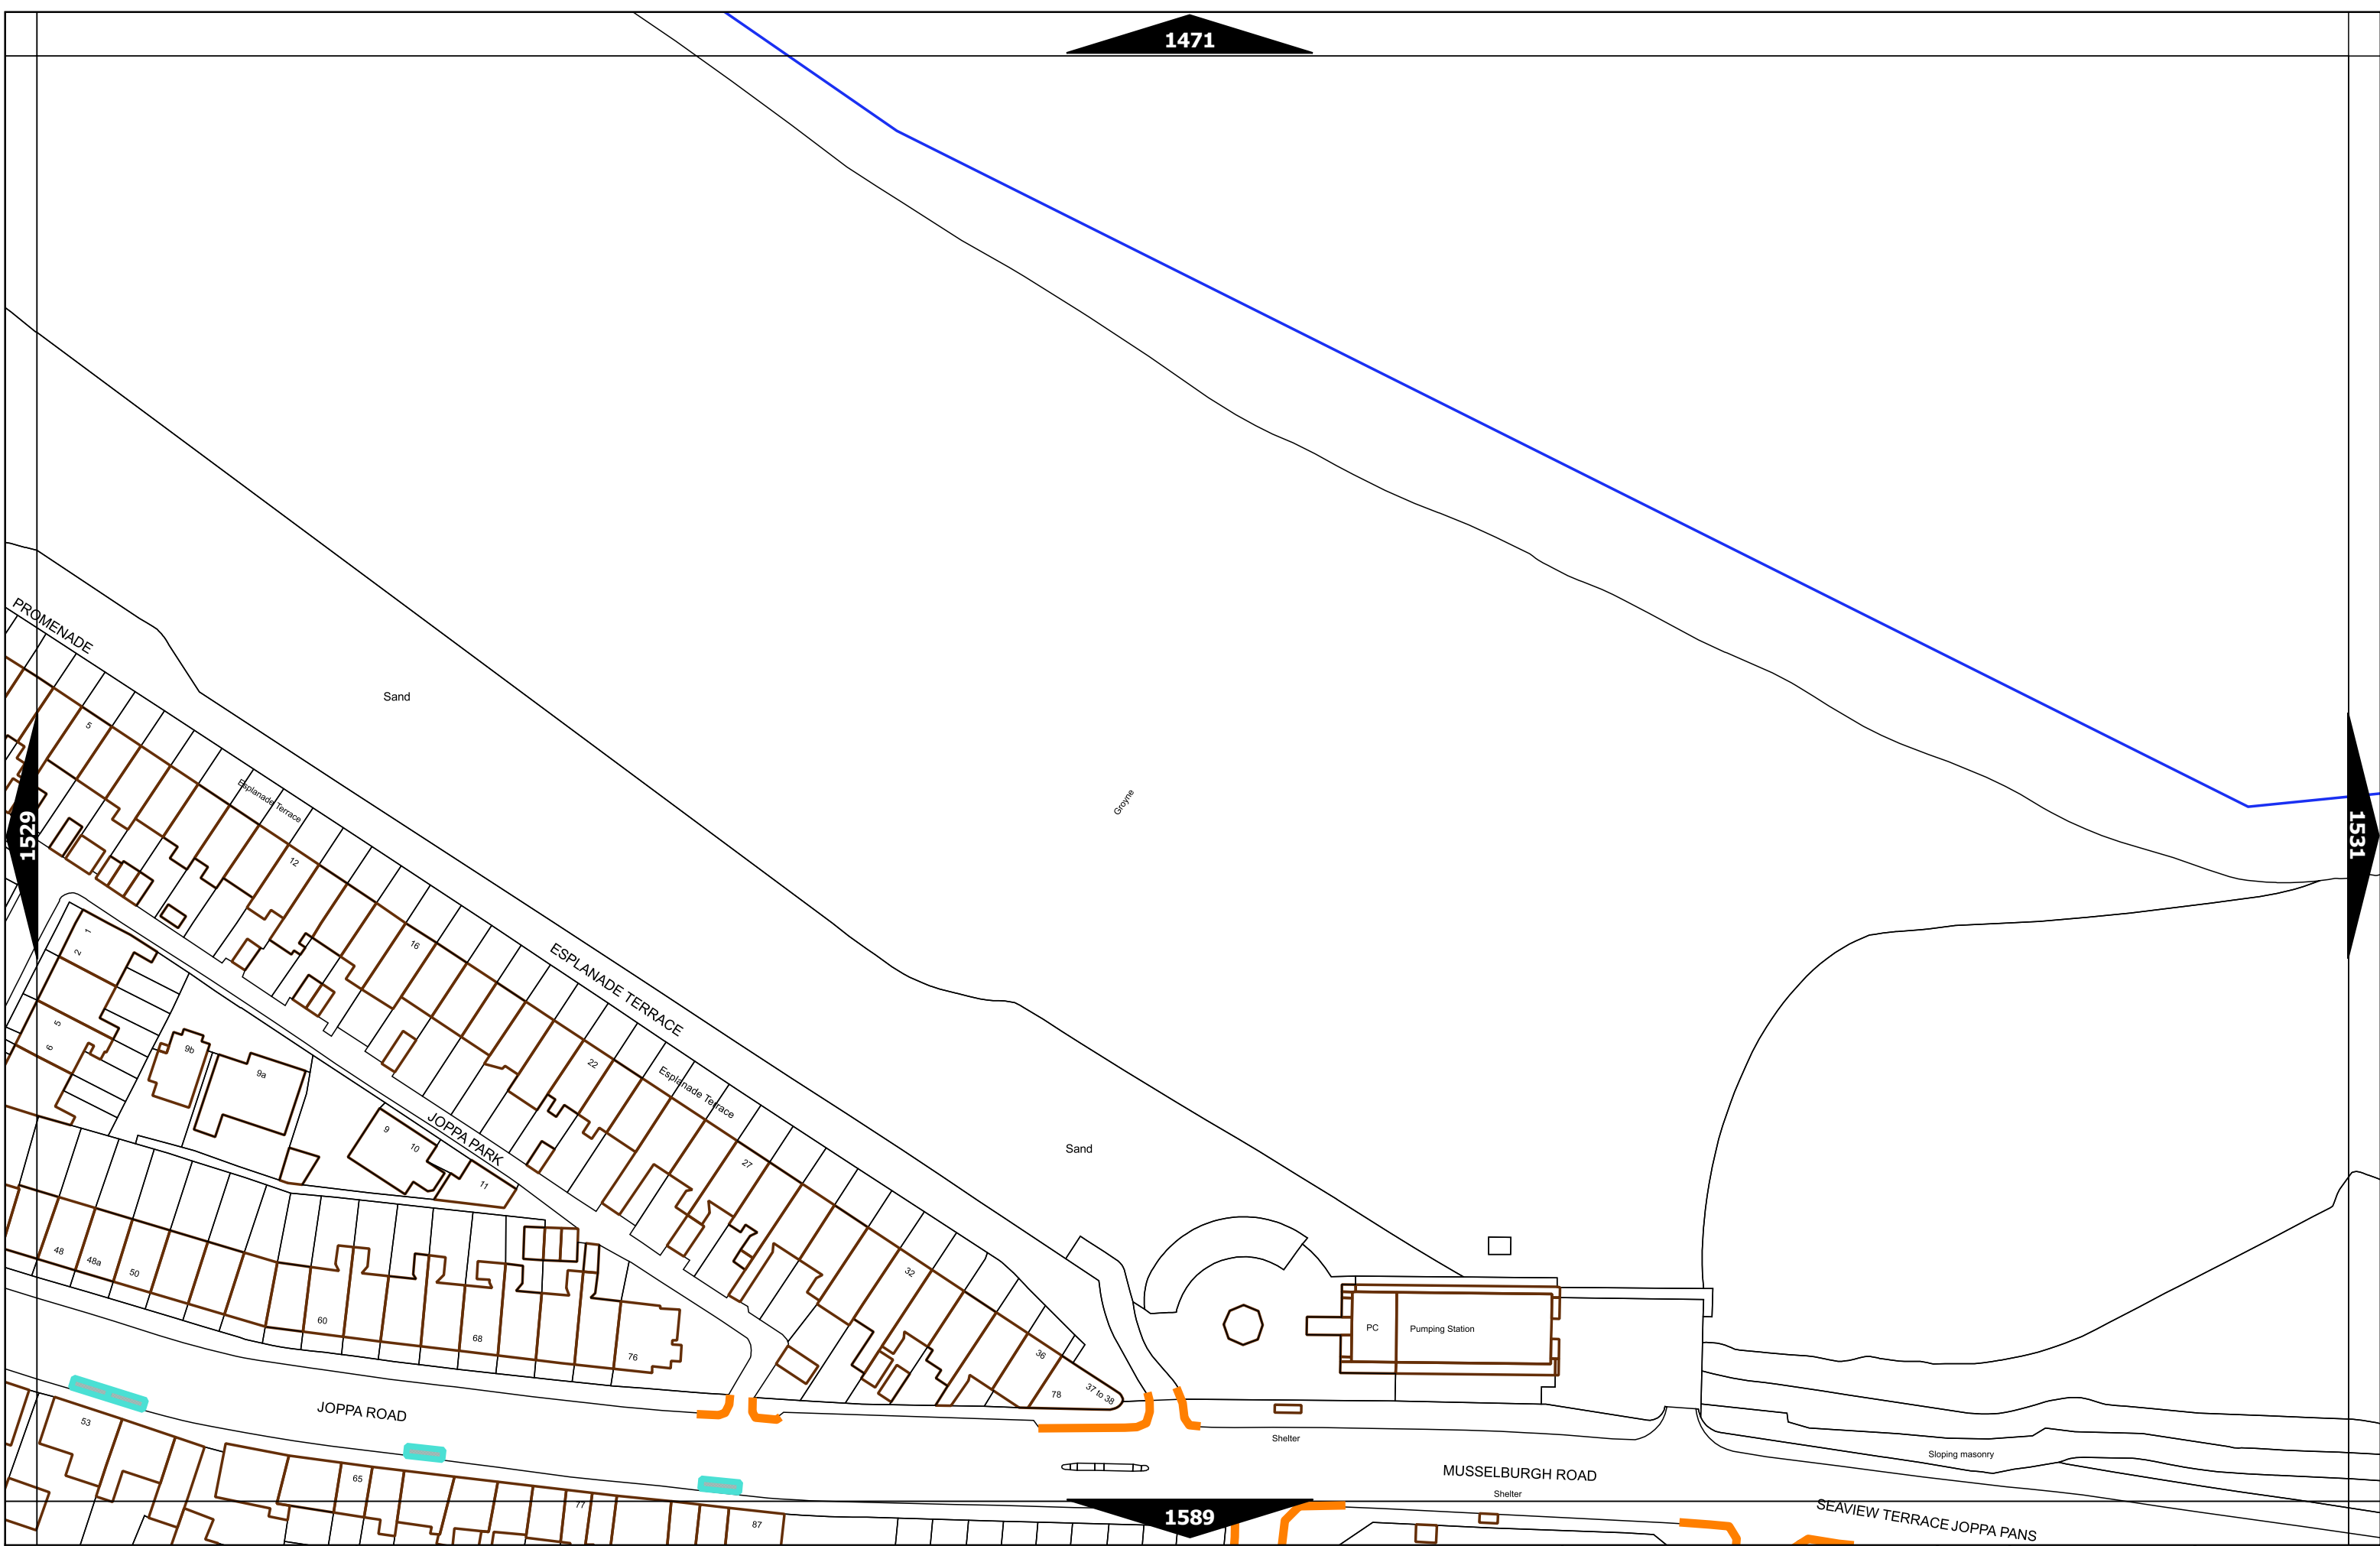 1471
PROMENADE
Sand
5
Esplanade Terrace
Groyne
1529
1531
12
1
2
16
ESPLANADE TERRACE
5
6
9b
9a
22
Esplanade Terrace
JOPPA PARK
9
10
11
27
Sand
48
48a
50
32
60
68
76
36
78
37 to 38
PC
Pumping Station
JOPPA ROAD
53
65
77
87
Shelter
MUSSELBURGH ROAD
Shelter
Sloping masonry
SEAVIEW TERRACE JOPPA PANS
1589